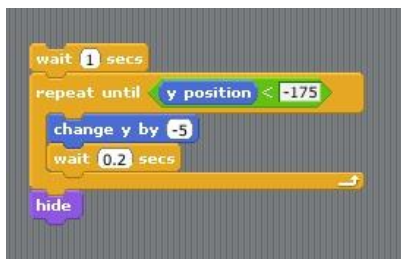 wait 1 secs
repeat until y position < -175
change y by -5
wait 0.2 secs
hide